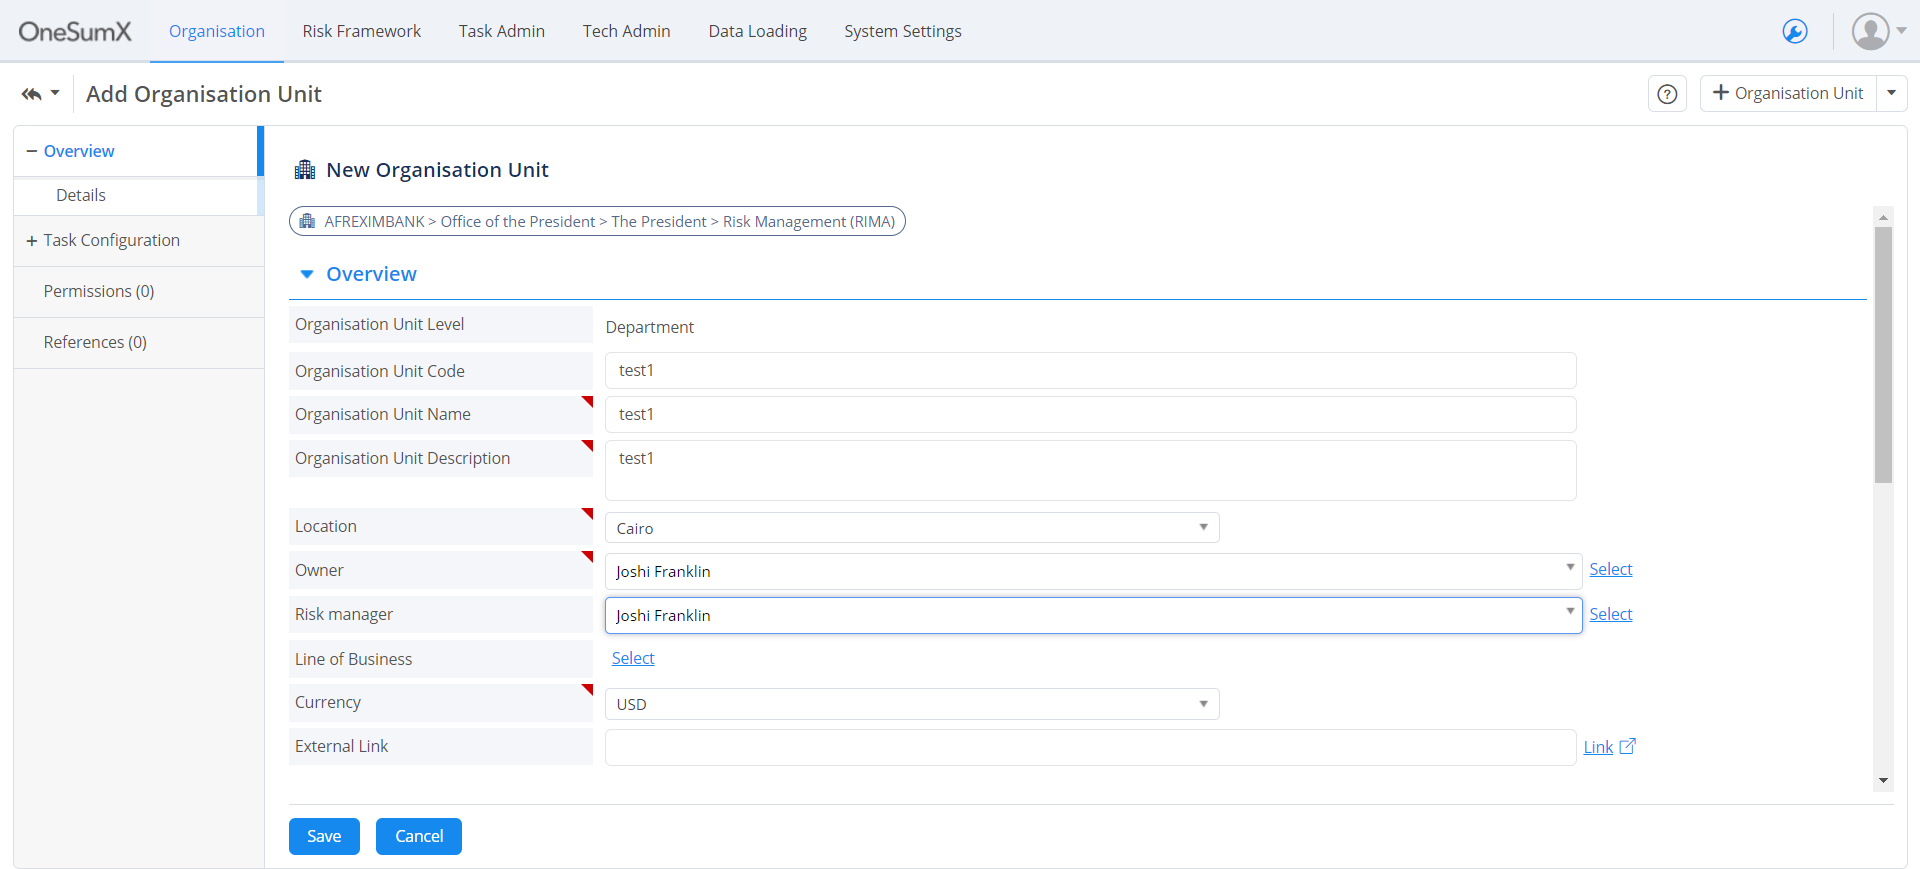 OneSumX
Organisation
Risk Framework
Task Admin
Tech Admin
Data Loading
System Settings
Add Organisation Unit
Organisation Unit
Overview
Details
Task Configuration
Permissions (0)
References (0)
New Organisation Unit
AFREXIMBANK > Office of the President > The President > Risk Management (RIMA)
Overview
Organisation Unit Level
Department
Organisation Unit Code
test1
Organisation Unit Name
test1
Organisation Unit Description
test1
Location
Cairo
Owner
Joshi Franklin
Select
Risk manager
Joshi Franklin
Select
Line of Business
Select
Currency
USD
External Link
Link
Save
Cancel